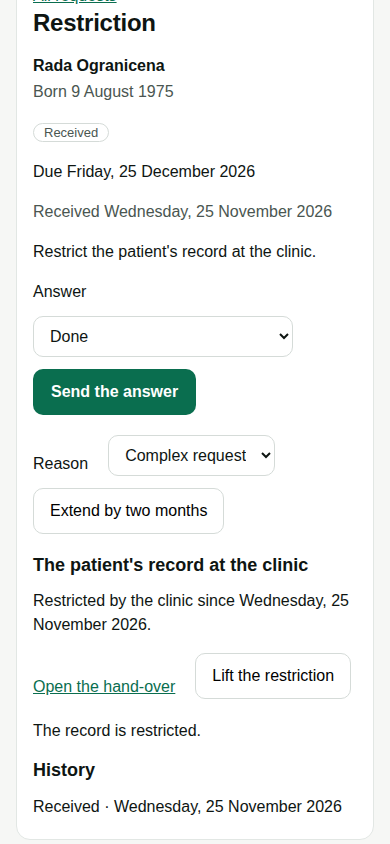 All requests
Restriction
Rada Ogranicena
Born 9 August 1975
Received
Due Friday, 25 December 2026
Received Wednesday, 25 November 2026
Restrict the patient's record at the clinic.
Answer
Done
Send the answer
Reason
Complex request
Extend by two months
The patient's record at the clinic
Restricted by the clinic since Wednesday, 25
November 2026.
Open the hand-over
Lift the restriction
The record is restricted.
History
Received · Wednesday, 25 November 2026